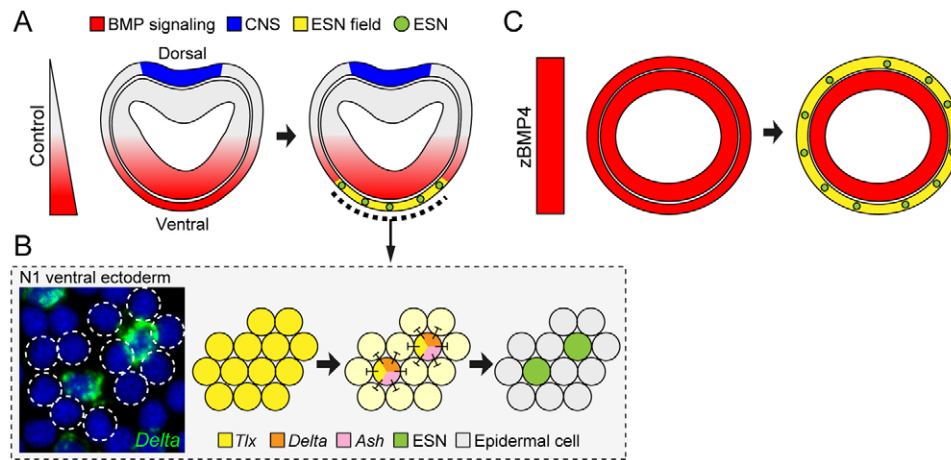 A
BMP signaling CNS ESN field ESN
C
Dorsal
Control
Ventral
zBMP4
B
N1 ventral ectoderm
Delta
Tlx Delta Ash ESN Epidermal cell